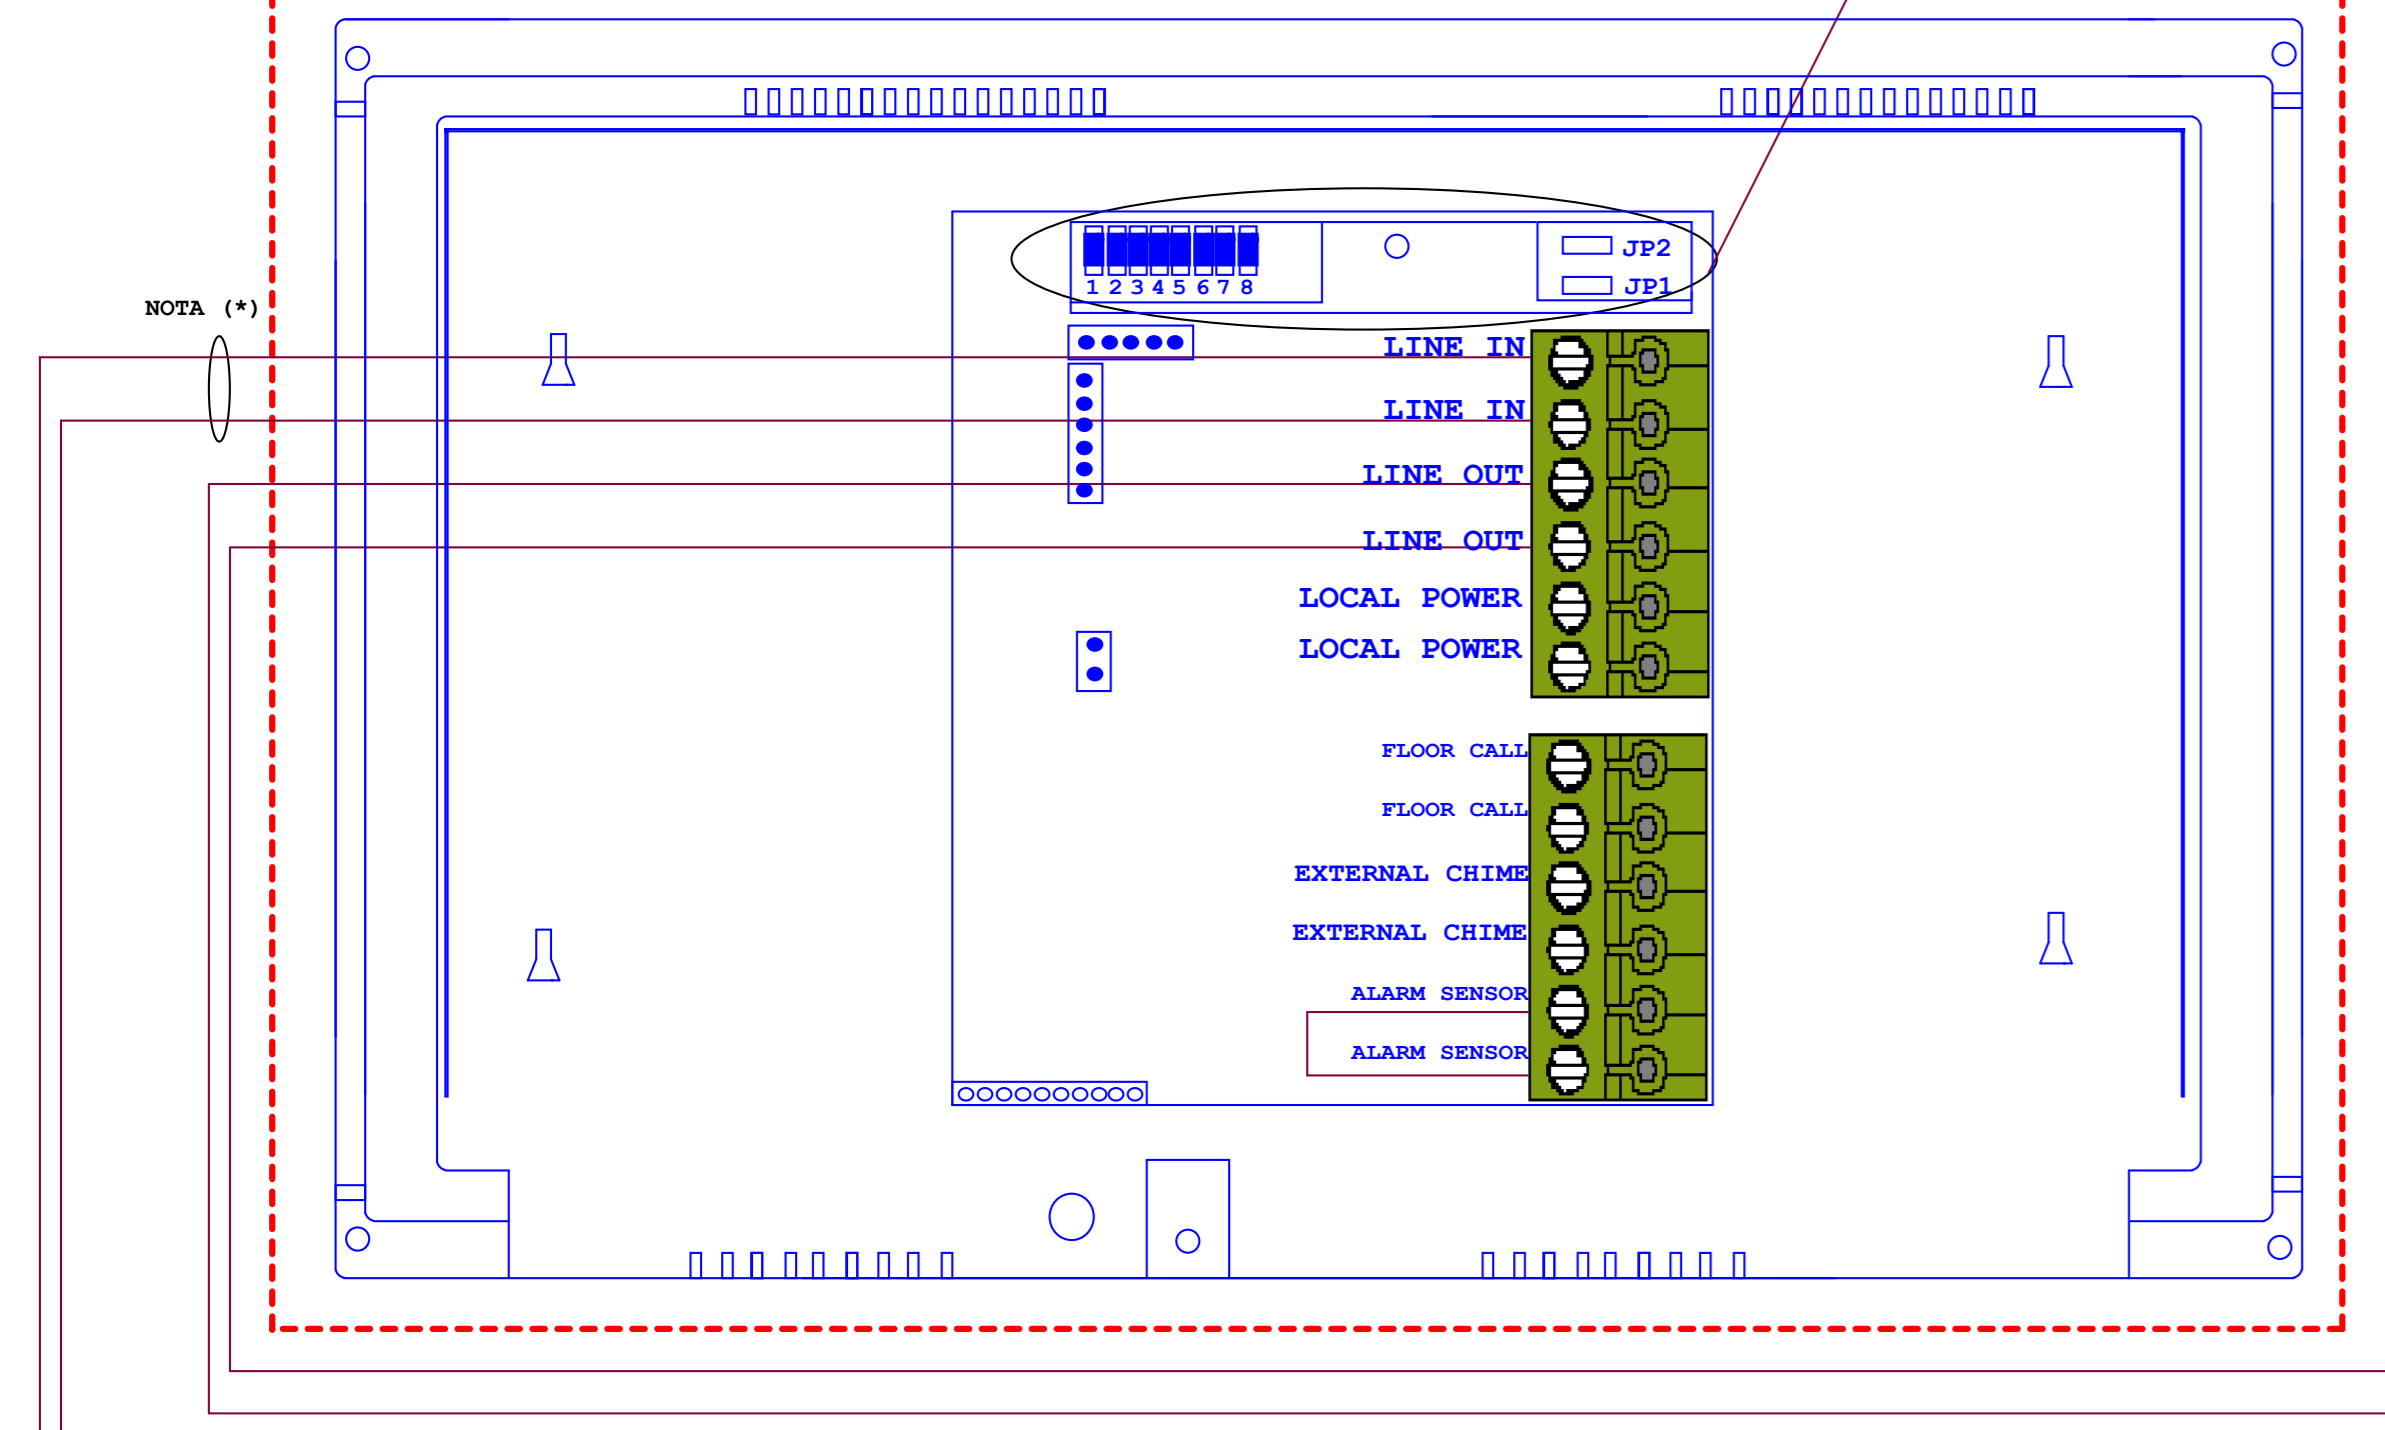 JP2
1 2 3 4 5 6 7 8
JP1
NOTA (*)
LINE IN
LINE IN
LINE OUT
LINE OUT
LOCAL POWER
LOCAL POWER
FLOOR CALL
FLOOR CALL
EXTERNAL CHIME
EXTERNAL CHIME
ALARM SENSOR
ALARM SENSOR